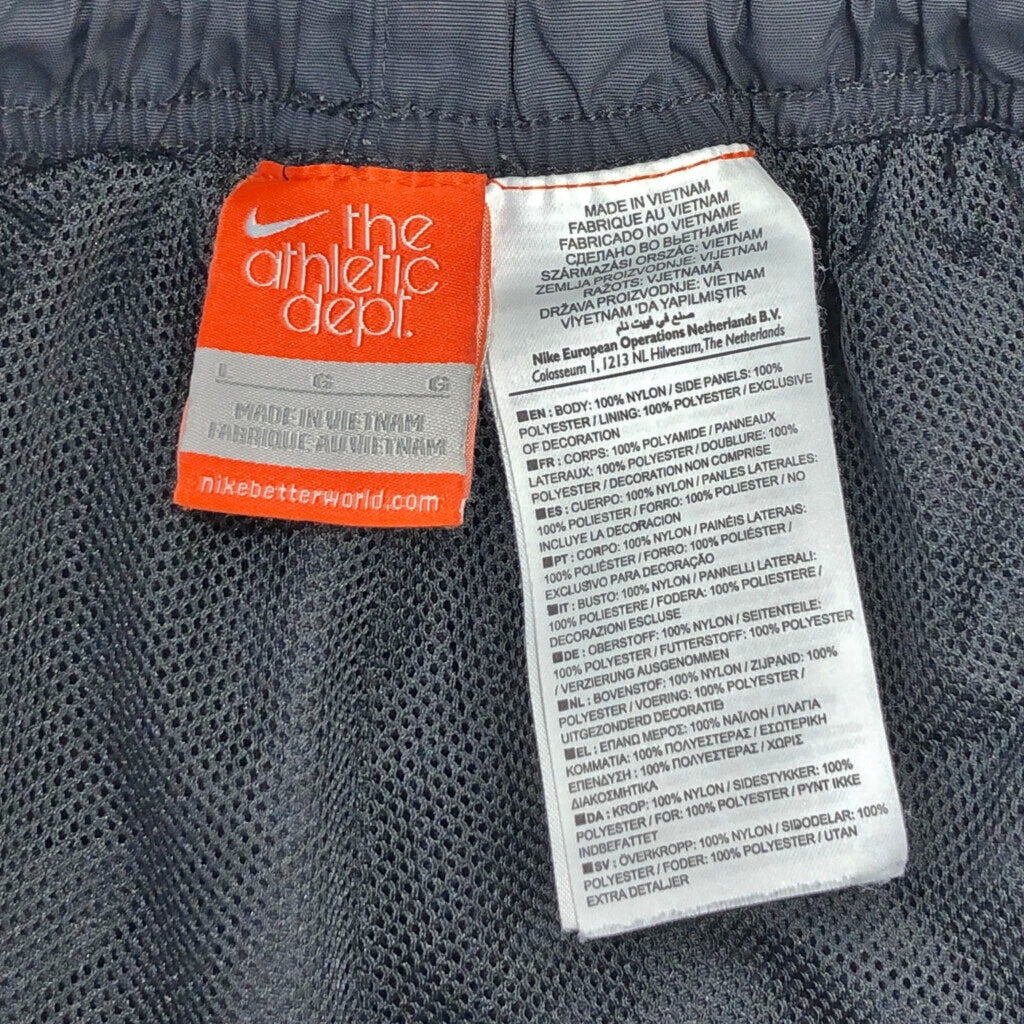 the
athletic
dept.
L G G
MADE IN VIETNAM
FABRIQUE AU VIETNAM
nikebetterworld.com
MADE IN VIETNAM
FABRIQUE AU VIETNAM
FABRICADO NO VIETNAME
СДЕЛАНО ВО ВЬЕТНАМЕ
SZÁRMAZÁSI ORSZÁG: VIETNAM
ZEMLJA PROIZVODNJE: VIJETNAM
RAŽOTS: VJETNAMĀ
DRŽAVA PROIZVODNJE: VIETNAM
VİYETNAM 'DA YAPILMIŞTIR
صنع في فييت نام
Nike European Operations Netherlands B.V.
Colosseum 1, 1213 NL Hilversum, The Netherlands
EN : BODY: 100% NYLON / SIDE PANELS: 100%
POLYESTER / LINING: 100% POLYESTER / EXCLUSIVE
OF DECORATION
FR : CORPS: 100% POLYAMIDE / PANNEAUX
LATERAUX: 100% POLYESTER / DOUBLURE: 100%
POLYESTER / DECORATION NON COMPRISE
ES : CUERPO: 100% NYLON / PANLES LATERALES:
100% POLIESTER / FORRO: 100% POLIESTER / NO
INCLUYE LA DECORACION
PT : CORPO: 100% NYLON / PAINÉIS LATERAIS:
100% POLIÉSTER / FORRO: 100% POLIÉSTER /
EXCLUSIVO PARA DECORAÇÃO
IT : BUSTO: 100% NYLON / PANNELLI LATERALI:
100% POLIESTERE / FODERA: 100% POLIESTERE /
DECORAZIONI ESCLUSE
DE : OBERSTOFF: 100% NYLON / SEITENTEILE:
100% POLYESTER / FUTTERSTOFF: 100% POLYESTER
/ VERZIERUNG AUSGENOMMEN
NL : BOVENSTOF: 100% NYLON / ZIJPAND: 100%
POLYESTER / VOERING: 100% POLYESTER /
UITGEZONDERD DECORATIE
EL : ΕΠΑΝΩ ΜΕΡΟΣ: 100% ΝΑΪΛΟΝ / ΠΛΑΓΙΑ
ΚΟΜΜΑΤΙΑ: 100% ΠΟΛΥΕΣΤΕΡΑΣ / ΕΣΩΤΕΡΙΚΗ
ΕΠΕΝΔΥΣΗ : 100% ΠΟΛΥΕΣΤΕΡΑΣ / ΧΩΡΙΣ
ΔΙΑΚΟΣΜΗΤΙΚΑ
DA : KROP: 100% NYLON / SIDESTYKKER: 100%
POLYESTER / FOR: 100% POLYESTER / PYNT IKKE
INDBEFATTET
SV : ÖVERKROPP: 100% NYLON / SIDODELAR: 100%
POLYESTER / FODER: 100% POLYESTER / UTAN
EXTRA DETALJER